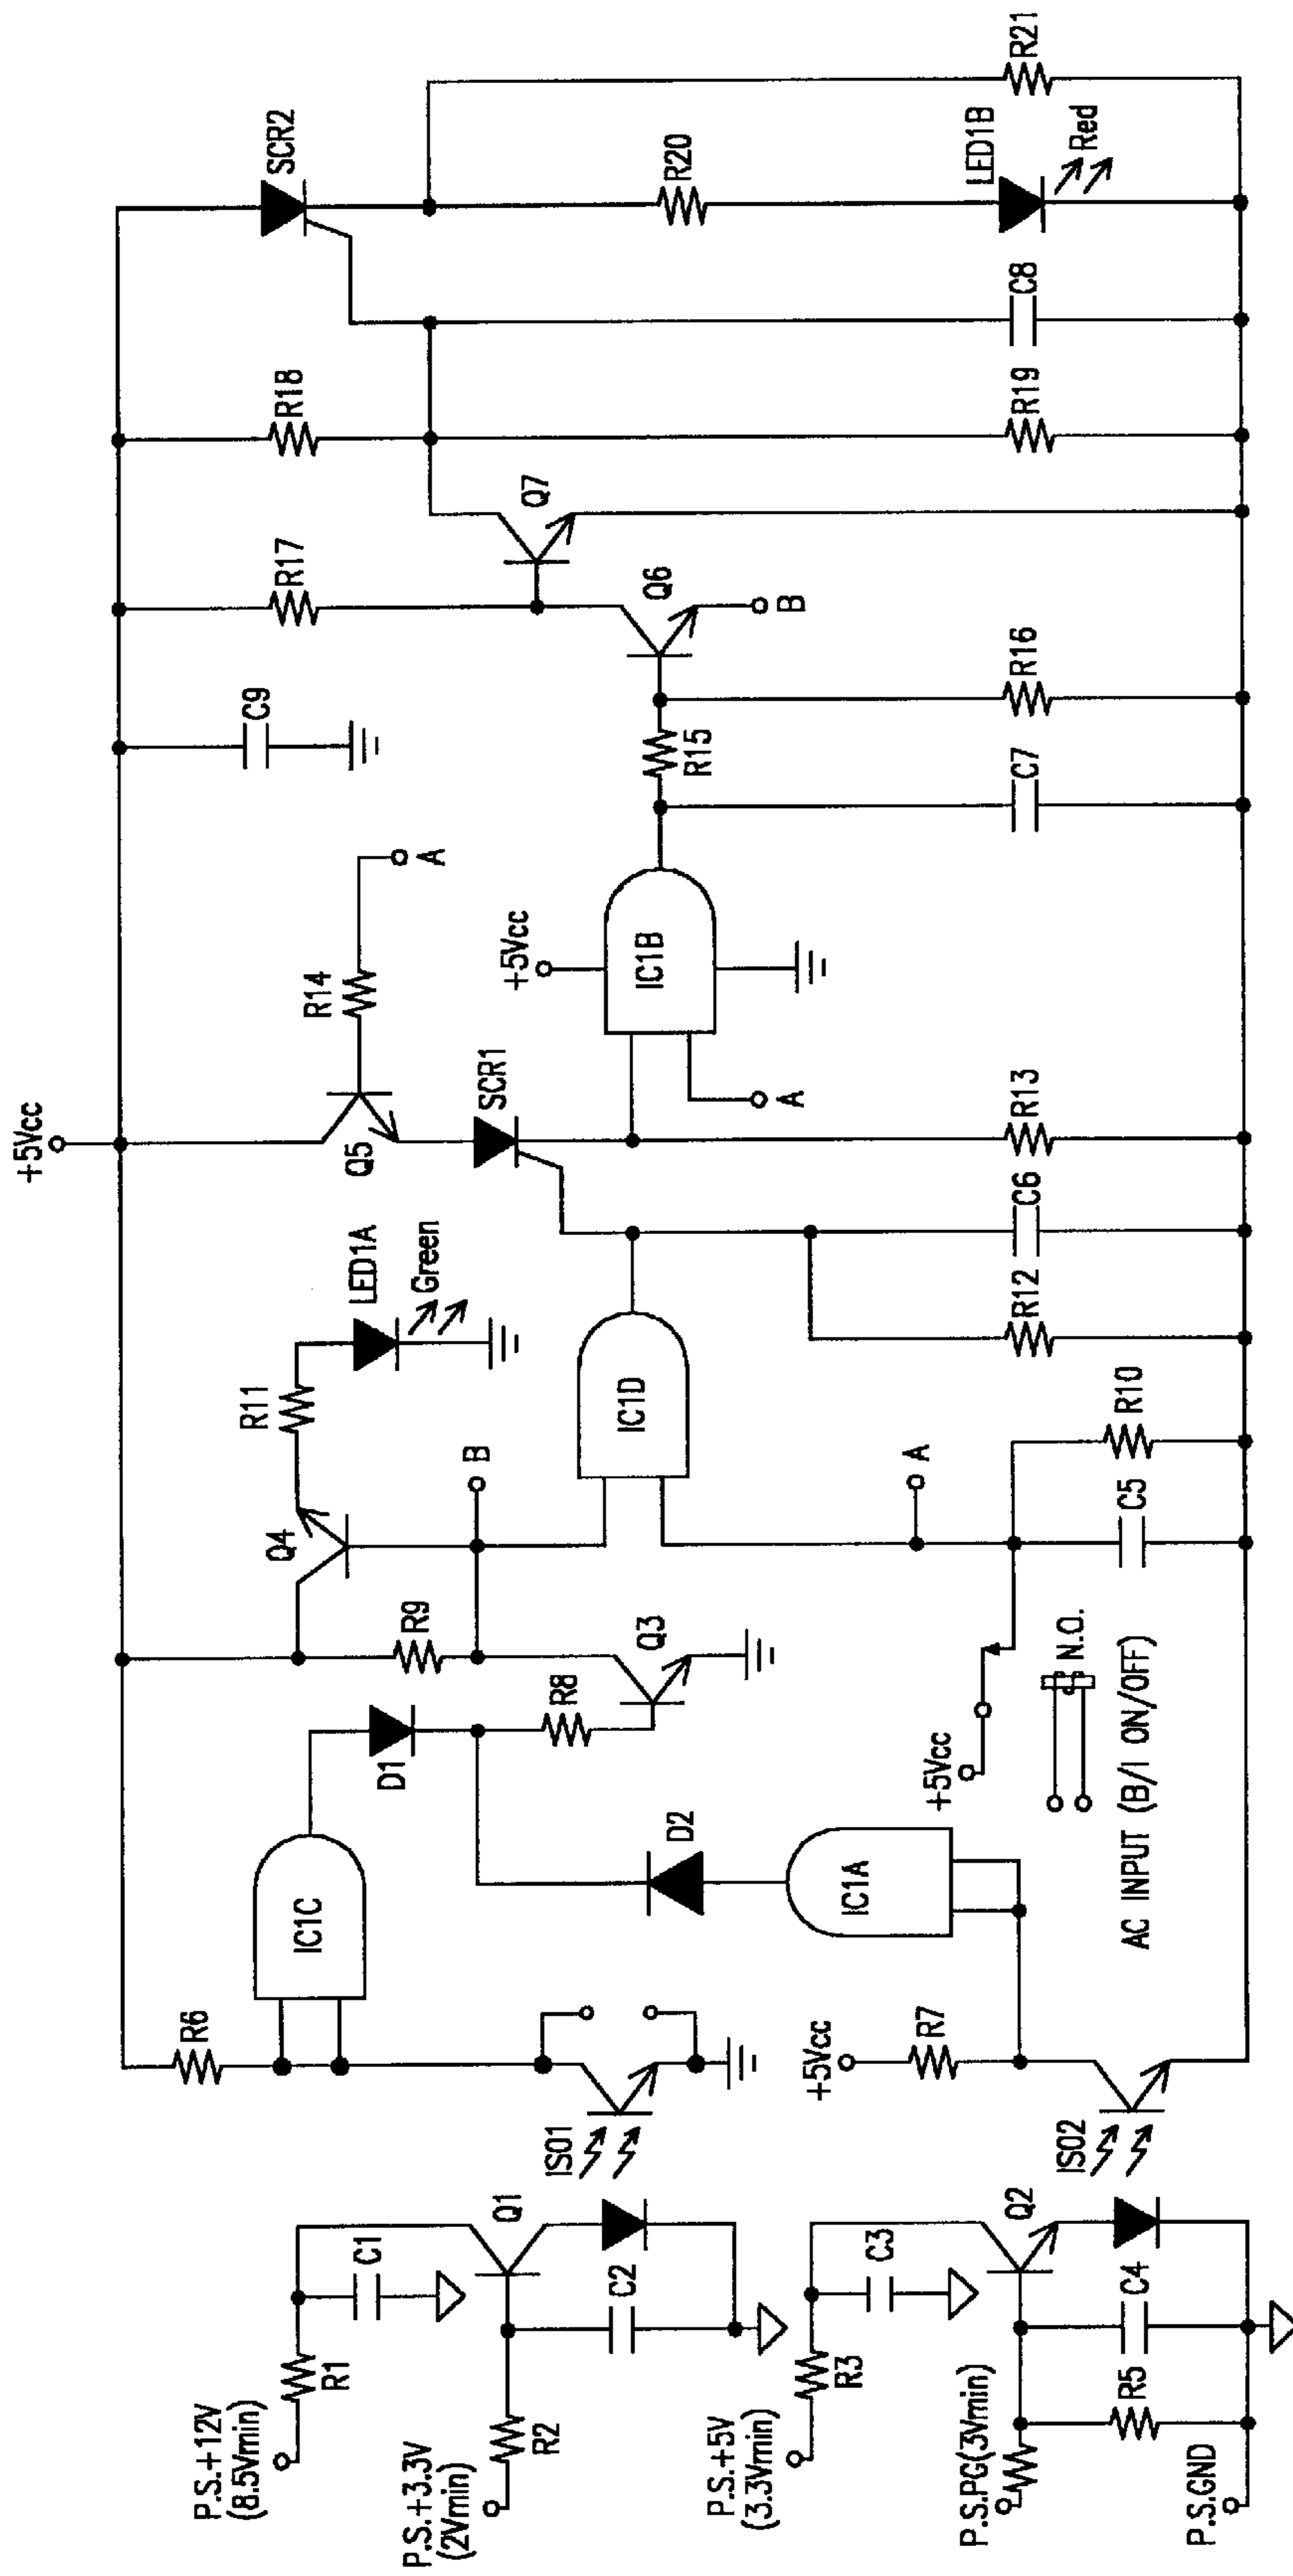 P.S.+12V
(8.5Vmin)
R1
C1
P.S.+3.3V
(2Vmin)
R2
Q1
C2
P.S.+5V
(3.3Vmin)
R3
C3
P.S.PG(3Vmin)
Q2
R5
C4
P.S.GND
ISO1
ISO2
R6
IC1C
+5Vcc
R7
IC1A
D1
D2
R8
Q3
R9
Q4
B
R11
LED1A
Green
+5Vcc
N.O.
AC INPUT (B/I ON/OFF)
A
C5
R10
IC1D
R12
C6
R13
+5Vcc
Q5
R14
A
SCR1
A
+5Vcc
IC1B
C7
R15
R16
C9
R17
Q6
B
Q7
R18
R19
C8
SCR2
R20
LED1B
Red
R21